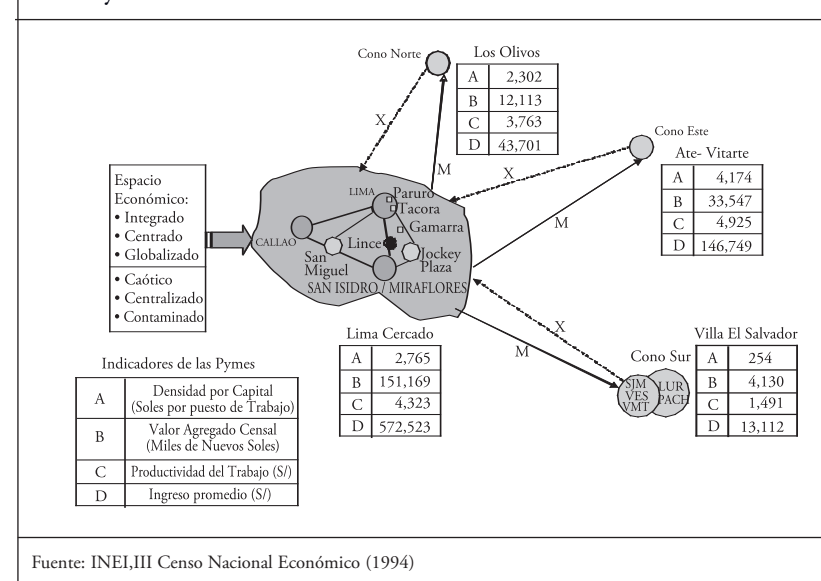 Cono Norte
Los Olivos
A 2,302
B 12,113
C 3,763
D 43,701
X
M
Cono Este
Ate- Vitarte
A 4,174
B 33,547
C 4,925
D 146,749
X
M
Espacio
Económico:
• Integrado
• Centrado
• Globalizado
• Caótico
• Centralizado
• Contaminado
LIMA
Paruro
Tacora
Gamarra
CALLAO
Lince
San
Miguel
Jockey
Plaza
SAN ISIDRO / MIRAFLORES
X
M
Lima Cercado
A 2,765
B 151,169
C 4,323
D 572,523
Cono Sur
SJM
VES
VMT
LUR
PACH
Villa El Salvador
A 254
B 4,130
C 1,491
D 13,112
Indicadores de las Pymes
A Densidad por Capital
(Soles por puesto de Trabajo)
B Valor Agregado Censal
(Miles de Nuevos Soles)
C Productividad del Trabajo (S/)
D Ingreso promedio (S/)
Fuente: INEI,III Censo Nacional Económico (1994)